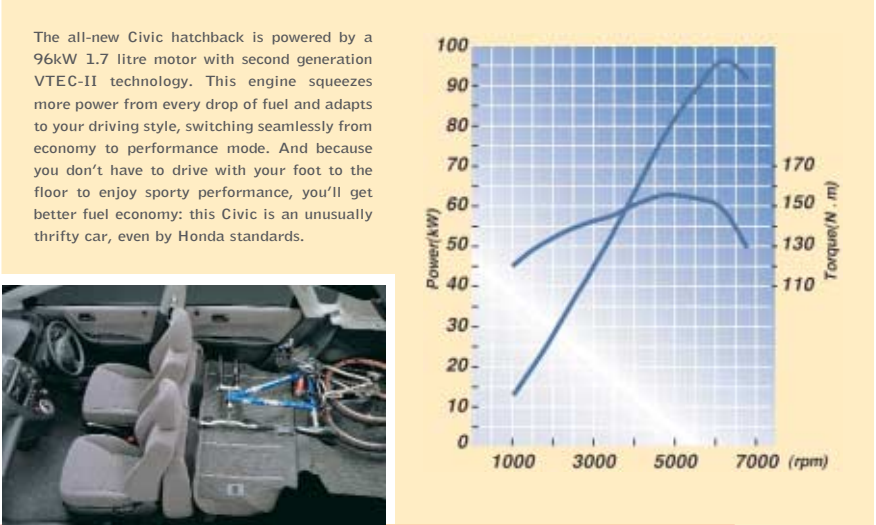 The all-new Civic hatchback is powered by a
96kW 1.7 litre motor with second generation
VTEC-II technology. This engine squeezes
more power from every drop of fuel and adapts
to your driving style, switching seamlessly from
economy to performance mode. And because
you don't have to drive with your foot to the
floor to enjoy sporty performance, you'll get
better fuel economy: this Civic is an unusually
thrifty car, even by Honda standards.
100
90
80
70
60
50
40
30
20
10
0
Power(kW)
170
150
130
110
Torque(N . m)
1000 3000 5000 7000 (rpm)